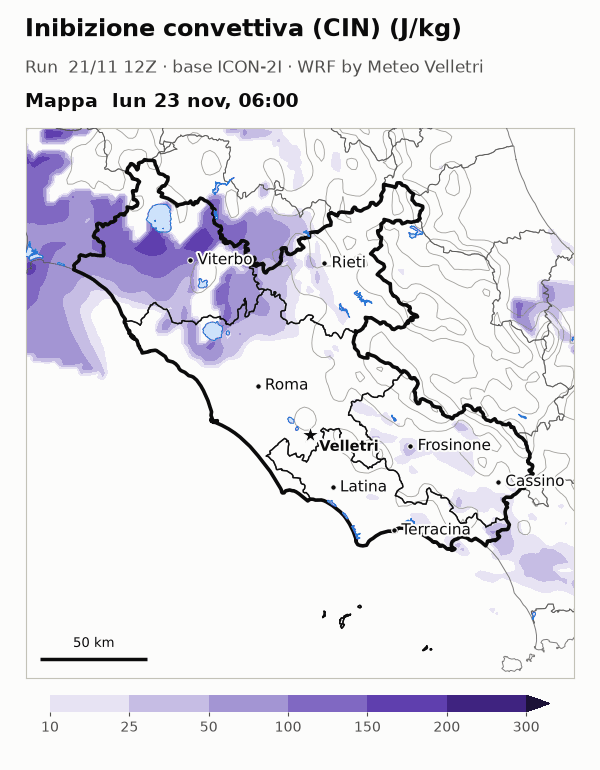 Inibizione convettiva (CIN) (J/kg)
Run  21/11 12Z · base ICON-2I · WRF by Meteo Velletri
Mappa  lun 23 nov, 06:00
Viterbo
Rieti
Roma
Velletri
Frosinone
Cassino
Latina
Terracina
50 km
10 25 50 100 150 200 300